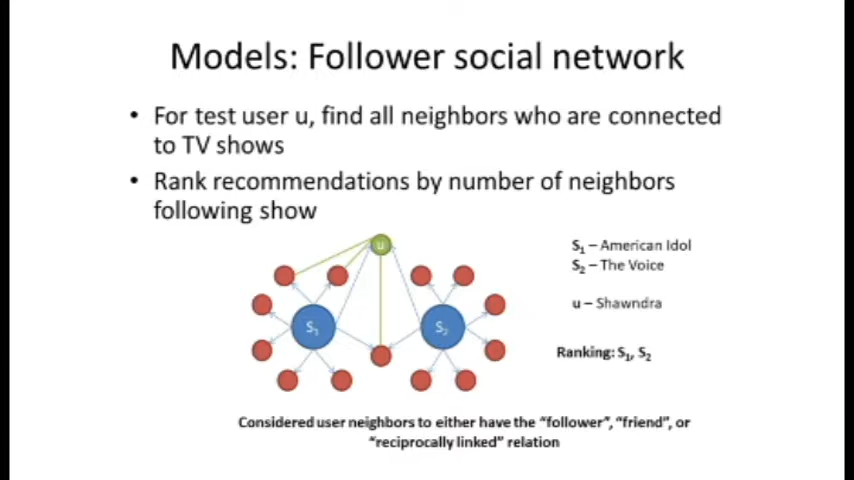 Models: Follower social network
• For test user u, find all neighbors who are connected
to TV shows
• Rank recommendations by number of neighbors
following show
u
S1
S2
S1 – American Idol
S2 – The Voice
u – Shawndra
Ranking: S1, S2
Considered user neighbors to either have the "follower", "friend", or
"reciprocally linked" relation